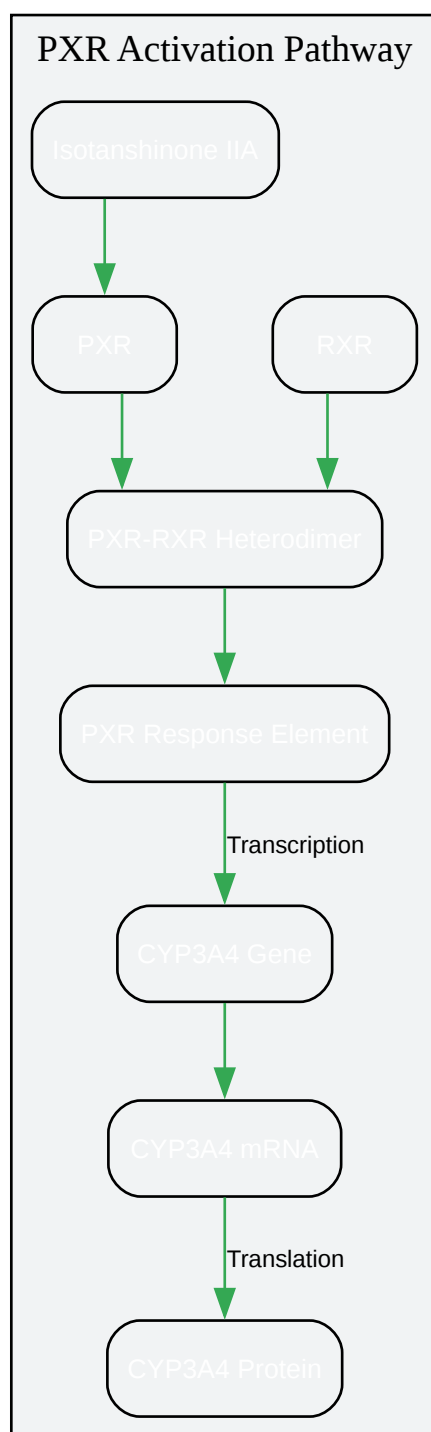 PXR Activation Pathway
Isotanshinone IIA
PXR
RXR
PXR-RXR Heterodimer
PXR Response Element
Transcription
CYP3A4 Gene
CYP3A4 mRNA
Translation
CYP3A4 Protein